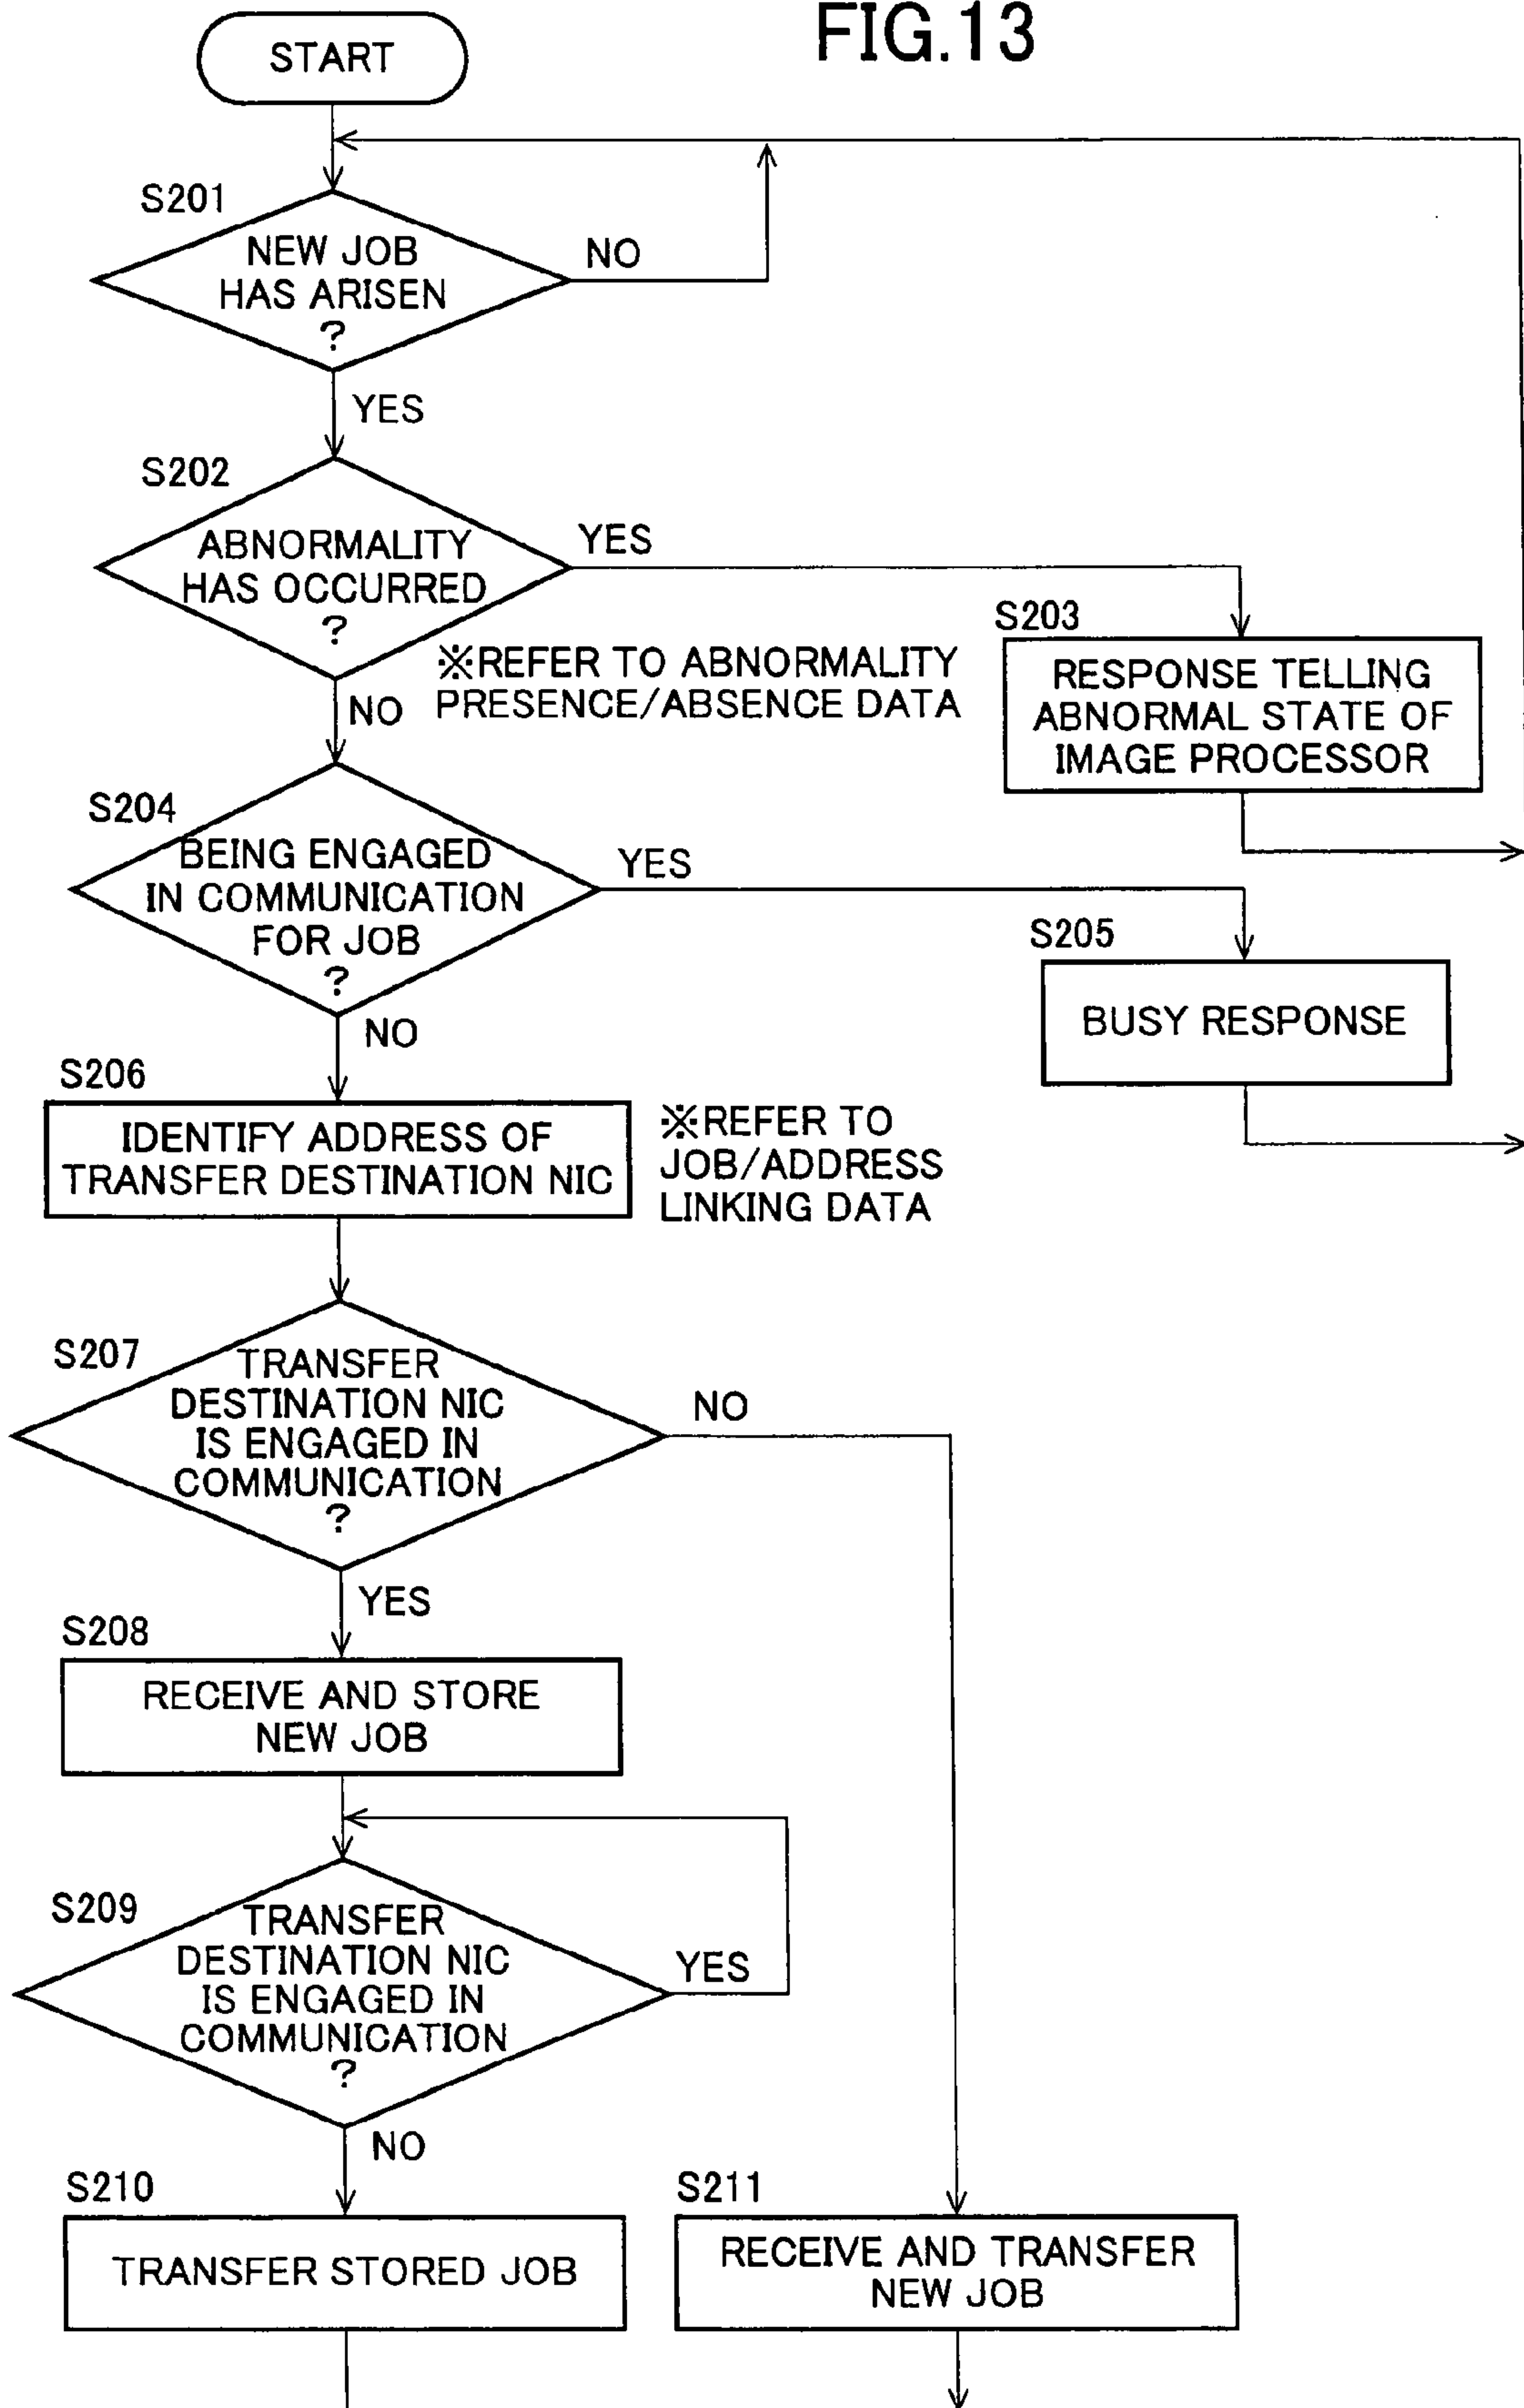 FIG.13
START
S201
NEW JOB
HAS ARISEN
?
NO
YES
S202
ABNORMALITY
HAS OCCURRED
?
YES
NO
※REFER TO ABNORMALITY
PRESENCE/ABSENCE DATA
S203
RESPONSE TELLING
ABNORMAL STATE OF
IMAGE PROCESSOR
S204
BEING ENGAGED
IN COMMUNICATION
FOR JOB
?
YES
NO
S205
BUSY RESPONSE
S206
IDENTIFY ADDRESS OF
TRANSFER DESTINATION NIC
※REFER TO
JOB/ADDRESS
LINKING DATA
S207
TRANSFER
DESTINATION NIC
IS ENGAGED IN
COMMUNICATION
?
NO
YES
S208
RECEIVE AND STORE
NEW JOB
S209
TRANSFER
DESTINATION NIC
IS ENGAGED IN
COMMUNICATION
?
YES
NO
S210
TRANSFER STORED JOB
S211
RECEIVE AND TRANSFER
NEW JOB